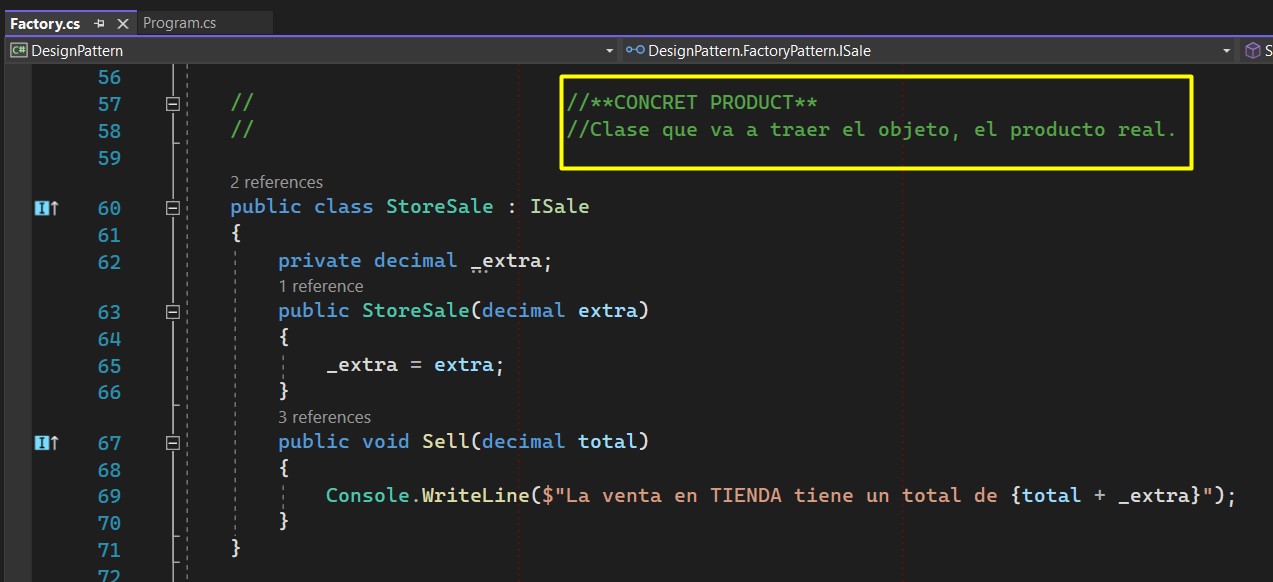 Factory.cs Program.cs
C# DesignPattern DesignPattern.FactoryPattern.ISale S
56
57 // //**CONCRET PRODUCT**
58 // //Clase que va a traer el objeto, el producto real.
59
2 references
60 public class StoreSale : ISale
61 {
62 private decimal _extra;
1 reference
63 public StoreSale(decimal extra)
64 {
65 _extra = extra;
66 }
3 references
67 public void Sell(decimal total)
68 {
69 Console.WriteLine($"La venta en TIENDA tiene un total de {total + _extra}");
70 }
71 }
72